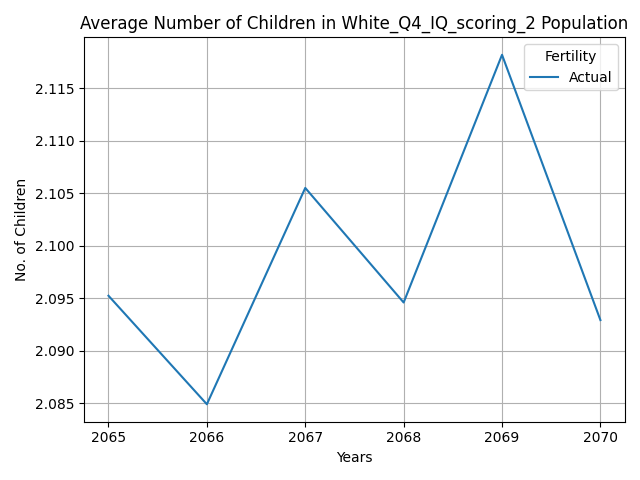 Average Number of Children in White_Q4_IQ_scoring_2 Population
Fertility
Actual
2.115
2.110
2.105
2.100
2.095
2.090
2.085
No. of Children
2065 2066 2067 2068 2069 2070
Years